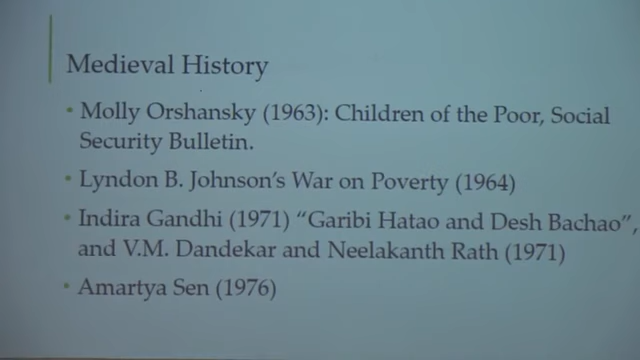 Medieval History
• Molly Orshansky (1963): Children of the Poor, Social
Security Bulletin.
• Lyndon B. Johnson's War on Poverty (1964)
• Indira Gandhi (1971) “Garibi Hatao and Desh Bachao”,
and V.M. Dandekar and Neelakanth Rath (1971)
• Amartya Sen (1976)